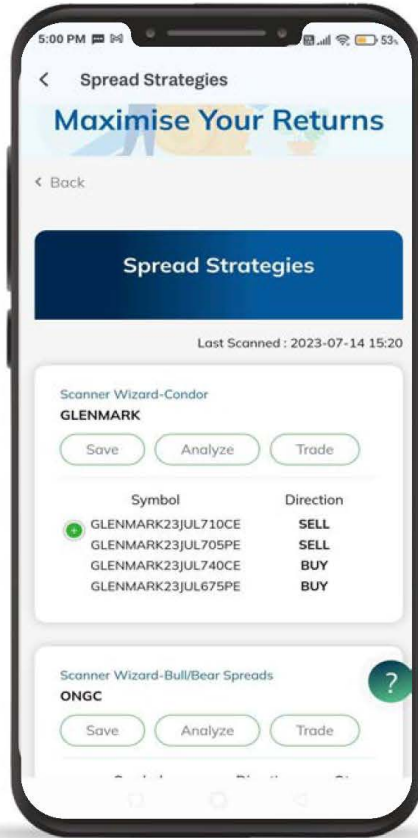 5:00 PM 53%
Spread Strategies
Maximise Your Returns
Back
Spread Strategies
Last Scanned : 2023-07-14 15:20
Scanner Wizard-Condor
GLENMARK
Save Analyze Trade
Symbol Direction
GLENMARK23JUL710CE SELL
GLENMARK23JUL705PE SELL
GLENMARK23JUL740CE BUY
GLENMARK23JUL675PE BUY
Scanner Wizard-Bull/Bear Spreads
?
ONGC
Save Analyze Trade